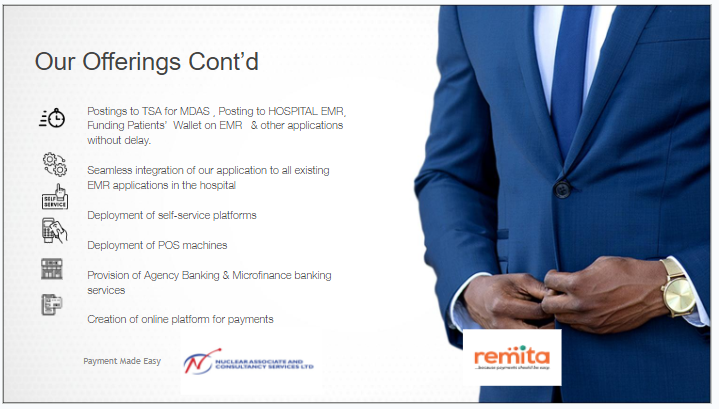 Our Offerings Cont’d
Postings to TSA for MDAS , Posting to HOSPITAL EMR,
Funding Patients’ Wallet on EMR & other applications
without delay.
Seamless integration of our application to all existing
EMR applications in the hospital
SELF
SERVICE
Deployment of self-service platforms
Deployment of POS machines
Provision of Agency Banking & Microfinance banking
services
Creation of online platform for payments
Payment Made Easy
NUCLEAR ASSOCIATE AND
CONSULTANCY SERVICES LTD
remita
...because payments should be easy